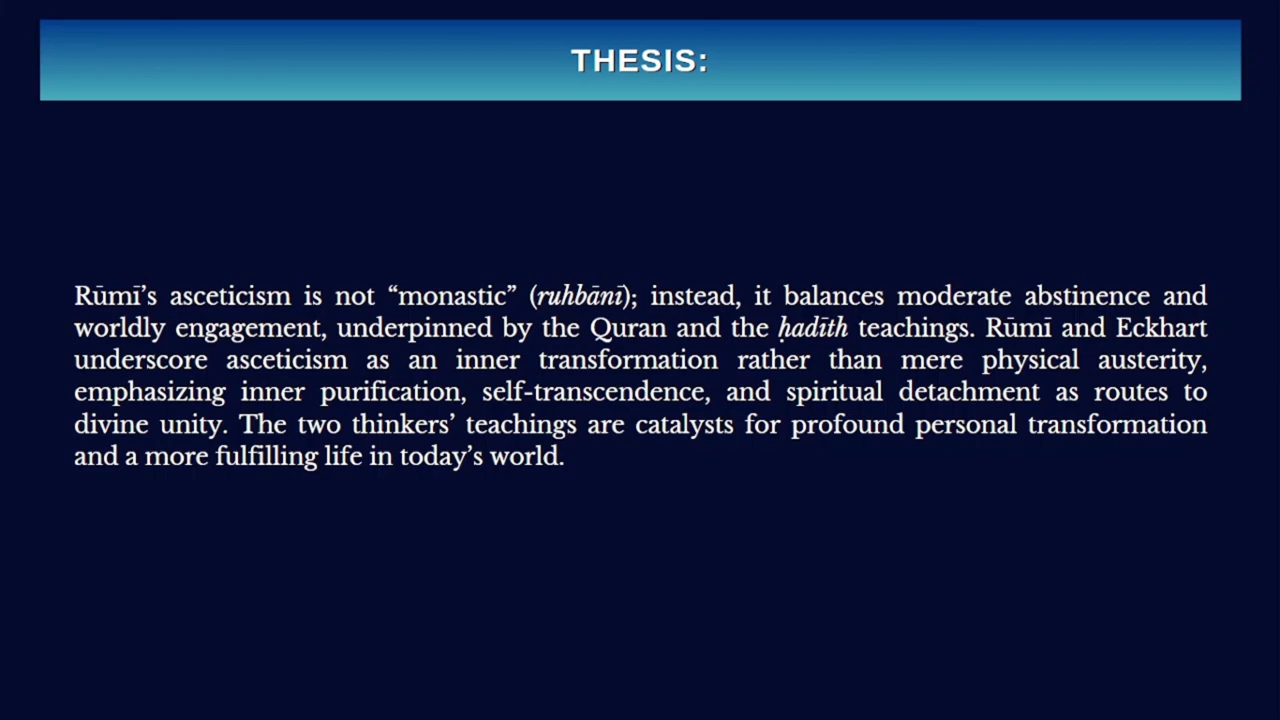 THESIS:
Rūmī’s asceticism is not “monastic” (ruhbānī); instead, it balances moderate abstinence and
worldly engagement, underpinned by the Quran and the ḥadīth teachings. Rūmī and Eckhart
underscore asceticism as an inner transformation rather than mere physical austerity,
emphasizing inner purification, self-transcendence, and spiritual detachment as routes to
divine unity. The two thinkers’ teachings are catalysts for profound personal transformation
and a more fulfilling life in today’s world.